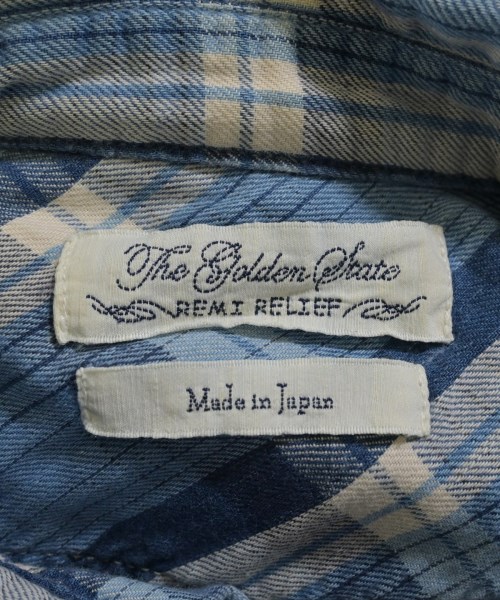 The Golden State
REMI RELIEF
Made in Japan